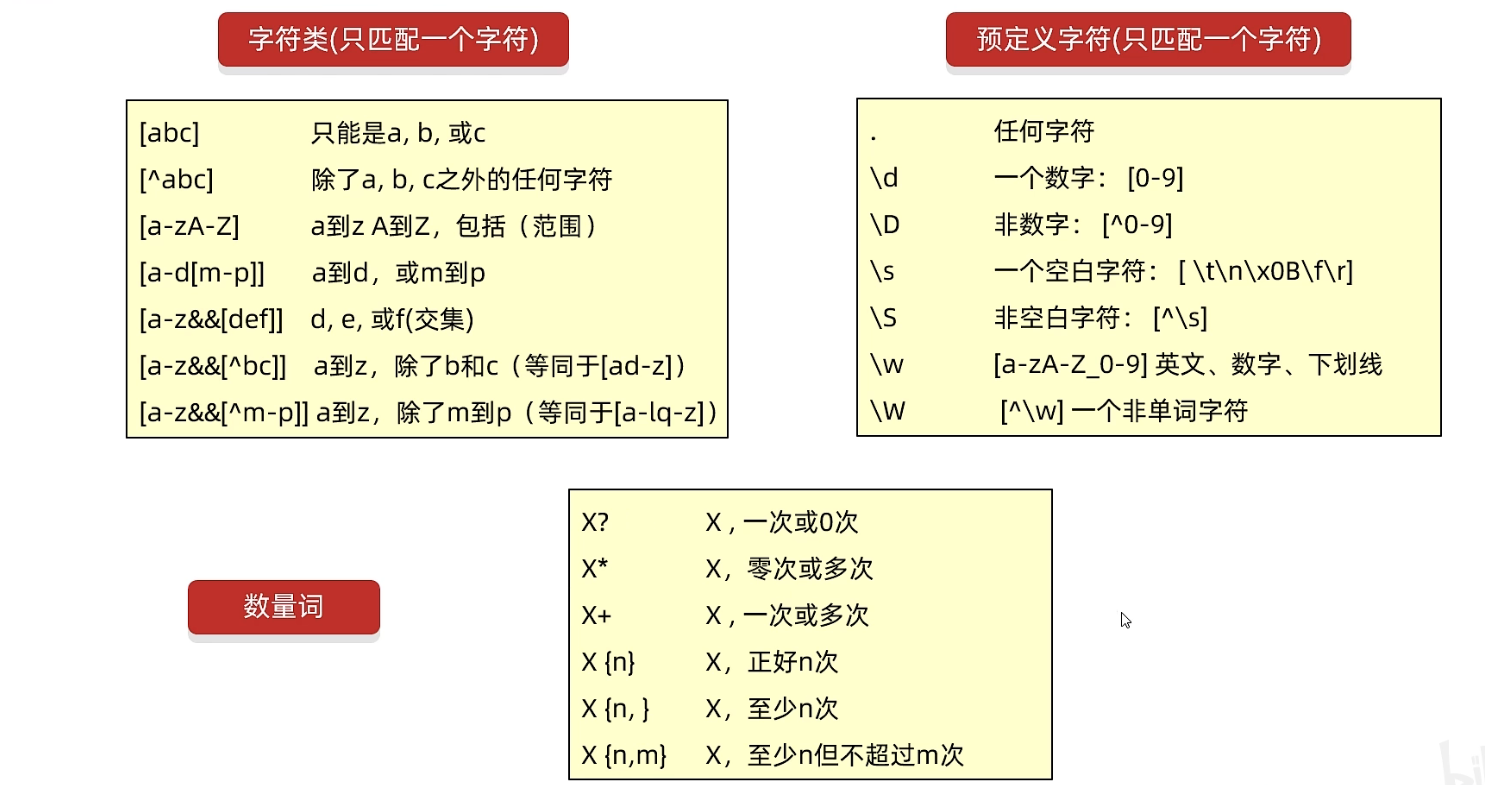 字符类(只匹配一个字符)
[abc] 只能是a, b, 或c
[^abc] 除了a, b, c之外的任何字符
[a-zA-Z] a到z A到Z，包括（范围）
[a-d[m-p]] a到d，或m到p
[a-z&&[def]] d, e, 或f(交集)
[a-z&&[^bc]] a到z，除了b和c（等同于[ad-z]）
[a-z&&[^m-p]] a到z，除了m到p（等同于[a-lq-z]）
预定义字符(只匹配一个字符)
. 任何字符
\d 一个数字： [0-9]
\D 非数字： [^0-9]
\s 一个空白字符： [ \t\n\x0B\f\r]
\S 非空白字符： [^\s]
\w [a-zA-Z_0-9] 英文、数字、下划线
\W [^\w] 一个非单词字符
数量词
X? X , 一次或0次
X* X，零次或多次
X+ X , 一次或多次
X {n} X，正好n次
X {n, } X，至少n次
X {n,m} X，至少n但不超过m次